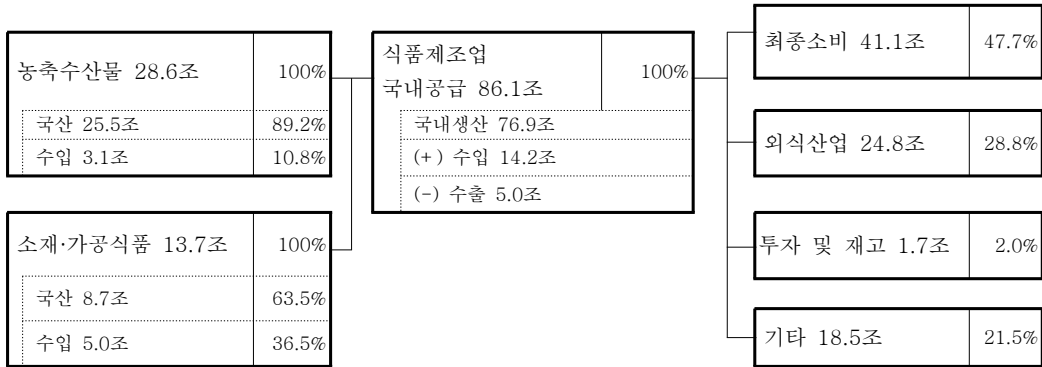 농축수산물 28.6조 100%
국산 25.5조 89.2%
수입 3.1조 10.8%
소재·가공식품 13.7조 100%
국산 8.7조 63.5%
수입 5.0조 36.5%
식품제조업
국내공급 86.1조 100%
국내생산 76.9조
(+) 수입 14.2조
(-) 수출 5.0조
최종소비 41.1조 47.7%
외식산업 24.8조 28.8%
투자 및 재고 1.7조 2.0%
기타 18.5조 21.5%